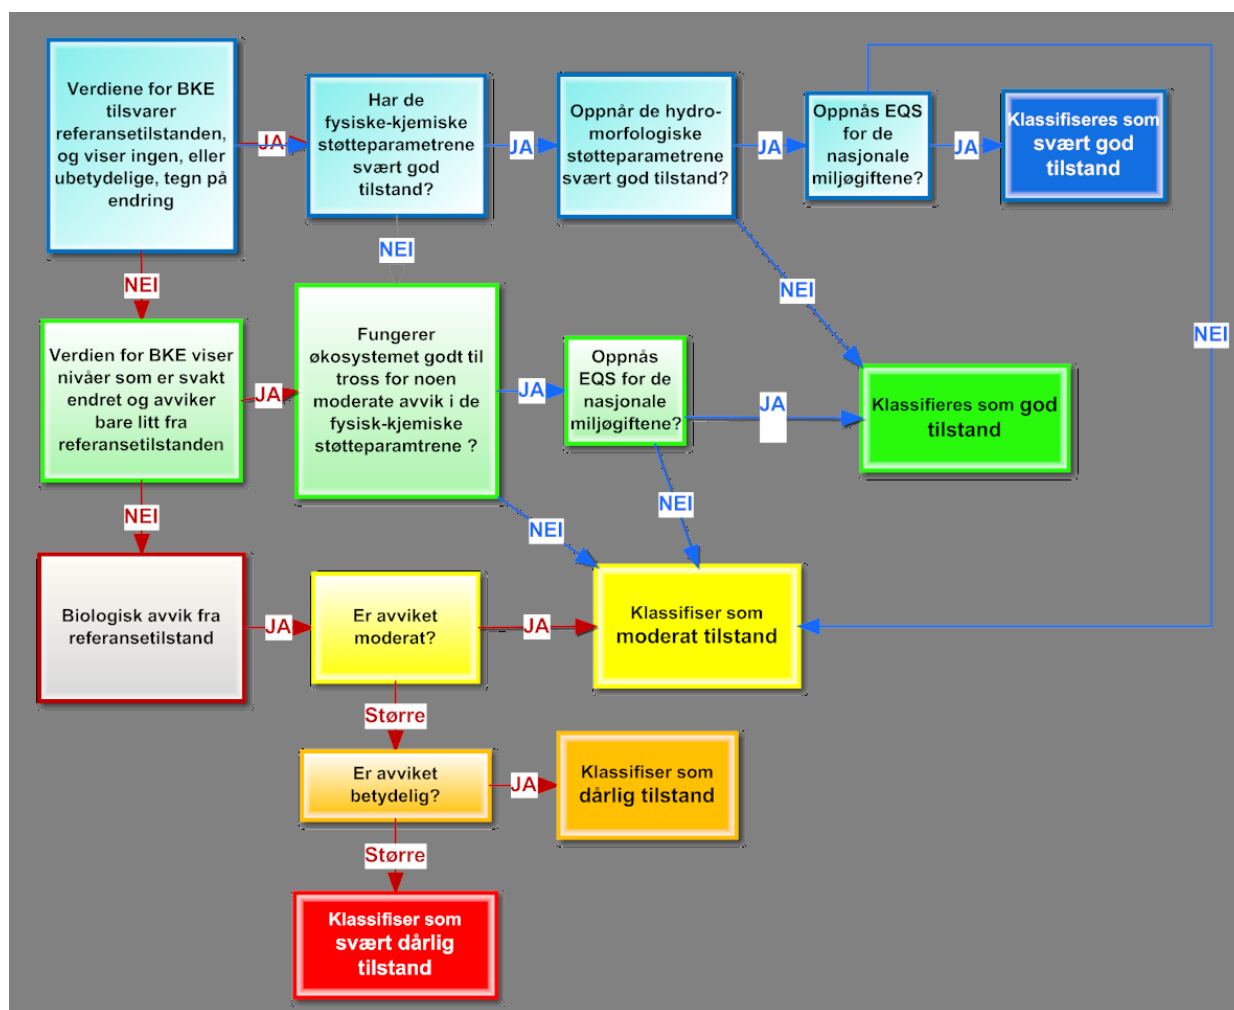 Verdiene for BKE
tilsvarer
referansetilstanden,
og viser ingen, eller
ubetydelige, tegn på
endring
JA
Har de
fysiske-kjemiske
støtteparametrene
svært god
tilstand?
JA
Oppnår de hydro-
morfologiske
støtteparametrene
svært god tilstand?
JA
Oppnås EQS
for de
nasjonale
miljøgiftene?
JA
Klassifiseres som
svært god
tilstand
NEI
NEI
NEI
NEI
Verdien for BKE viser
nivåer som er svakt
endret og avviker
bare litt fra
referansetilstanden
JA
Fungerer
økosystemet godt til
tross for noen
moderate avvik i de
fysisk-kjemiske
støtteparamtrene ?
JA
Oppnås
EQS for de
nasjonale
miljøgiftene?
JA
Klassifieres som god
tilstand
NEI
NEI
NEI
Biologisk avvik fra
referansetilstand
JA
Er avviket
moderat?
JA
Klassifiser som
moderat tilstand
Større
Er avviket
betydelig?
JA
Klassifiser som
dårlig tilstand
Større
Klassifiser som
svært dårlig
tilstand